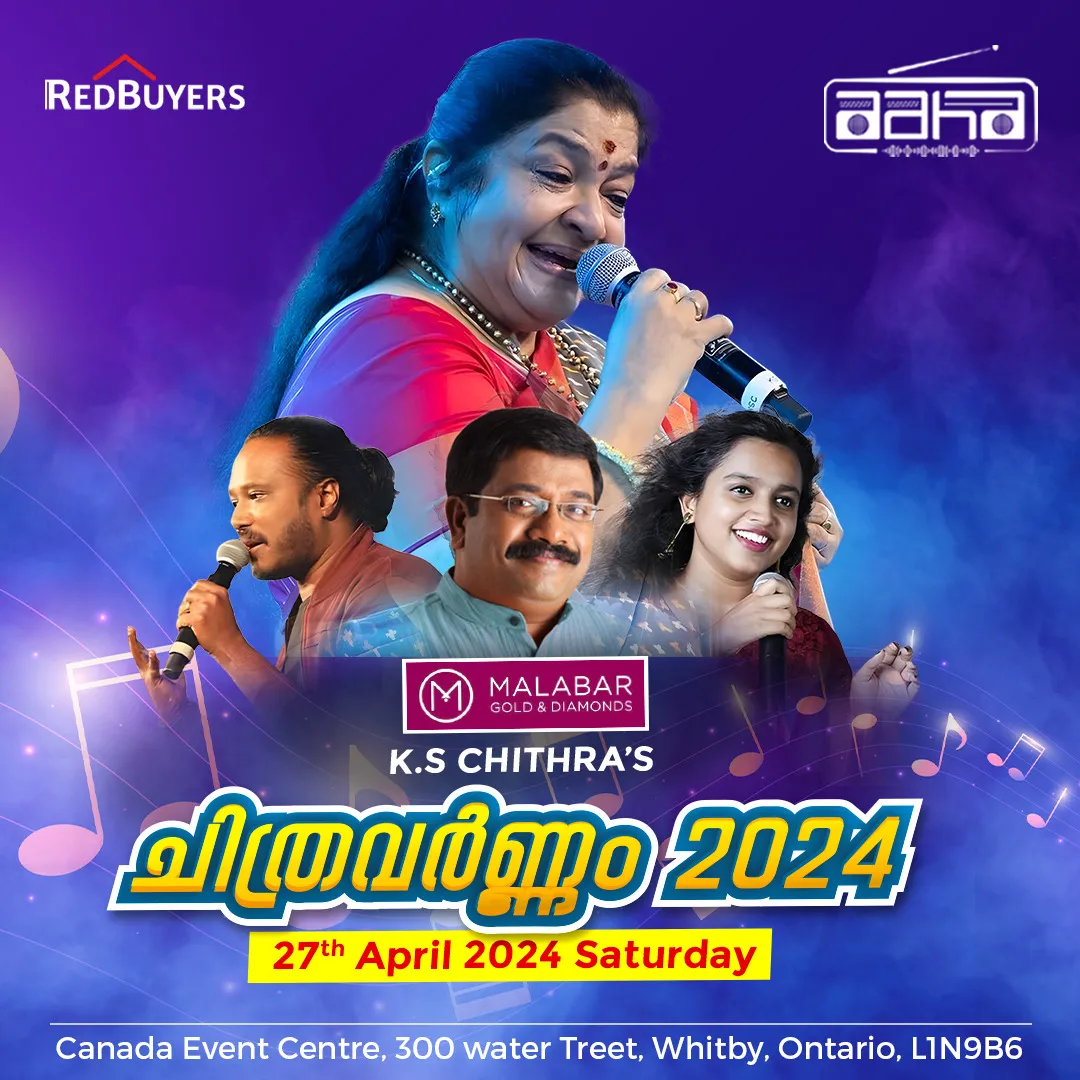 REDBUYERS
aaha
MALABAR
GOLD & DIAMONDS
K.S CHITHRA'S
ചിത്രവർണ്ണം 2024
27th April 2024 Saturday
Canada Event Centre, 300 water Treet, Whitby, Ontario, L1N9B6